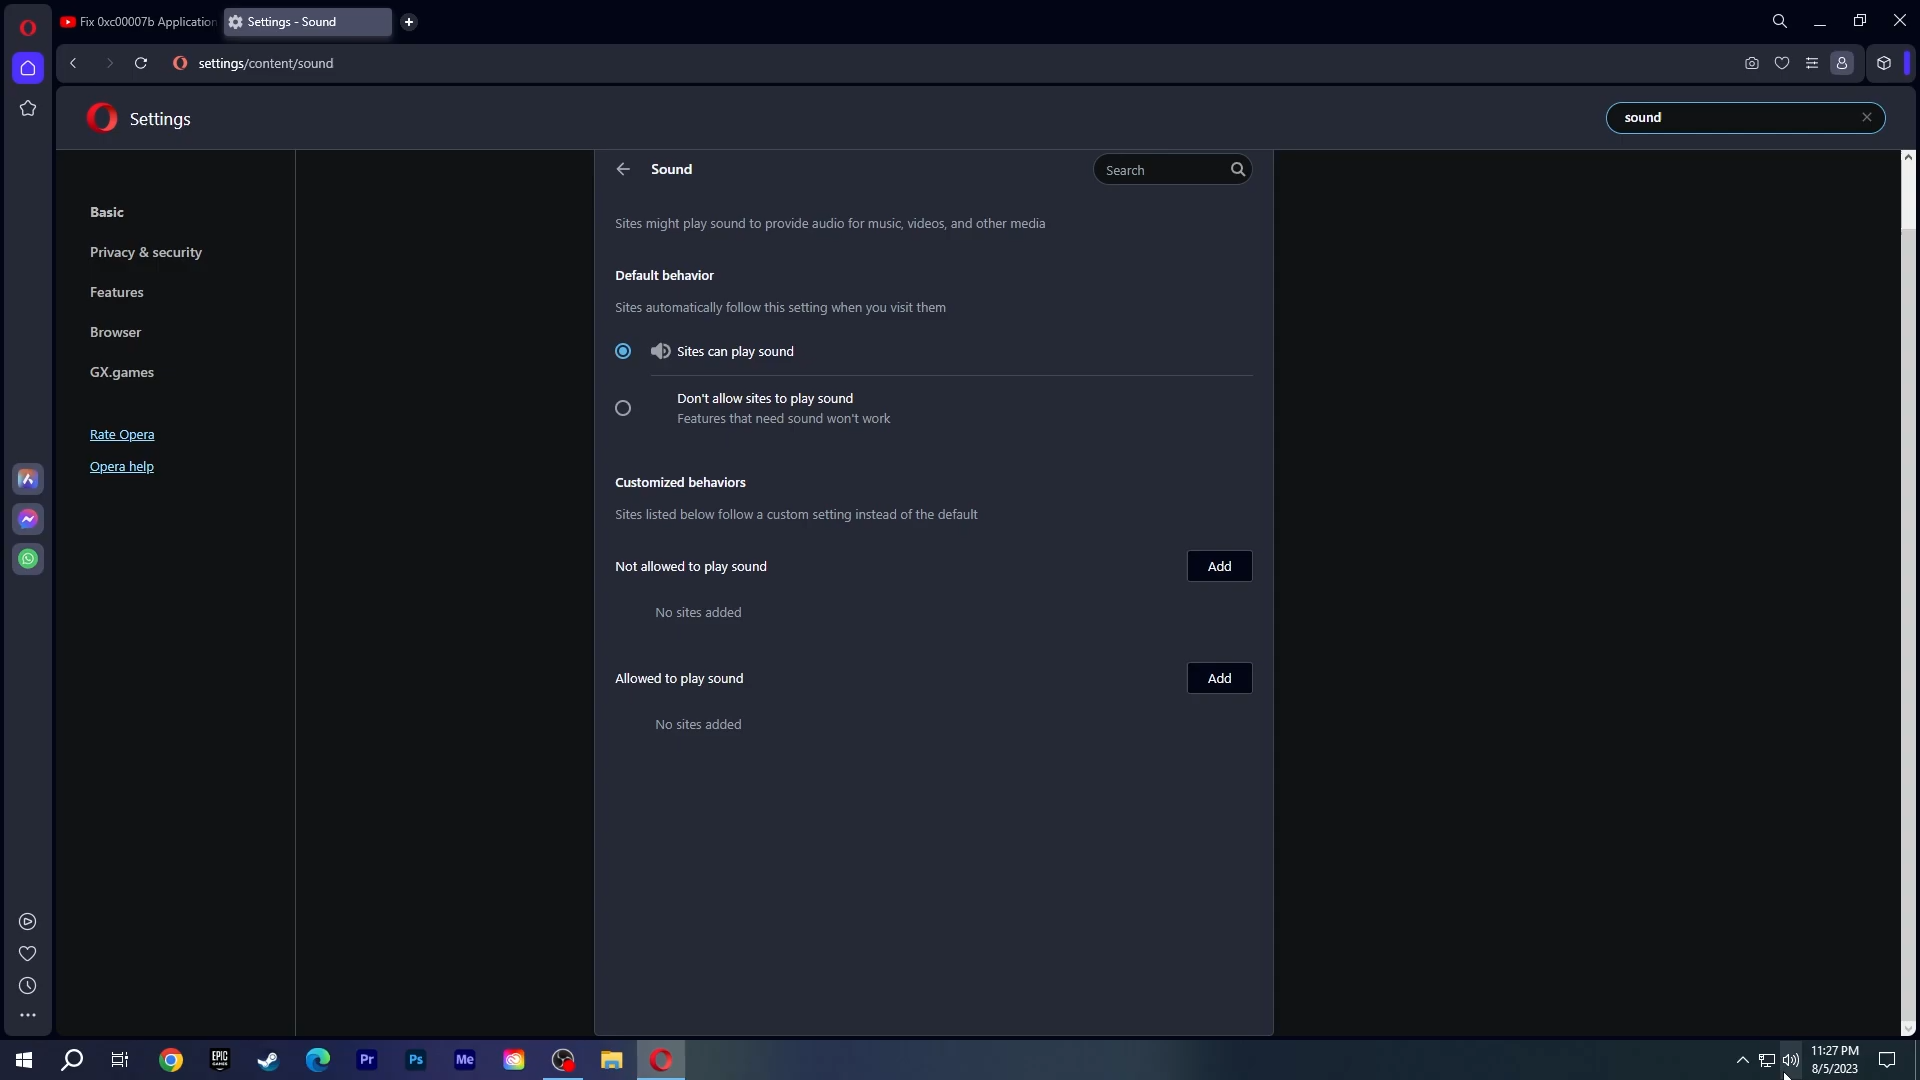 Fix 0xc00007b Application
Settings - Sound
settings/content/sound
Settings
sound
Sound
Search
Basic
Privacy & security
Features
Browser
GX.games
Rate Opera
Opera help
Sites might play sound to provide audio for music, videos, and other media
Default behavior
Sites automatically follow this setting when you visit them
Sites can play sound
Don't allow sites to play sound
Features that need sound won't work
Customized behaviors
Sites listed below follow a custom setting instead of the default
Not allowed to play sound
Add
No sites added
Allowed to play sound
Add
No sites added
EPIC
GAMES
Pr
Ps
Me
11:27 PM
8/5/2023